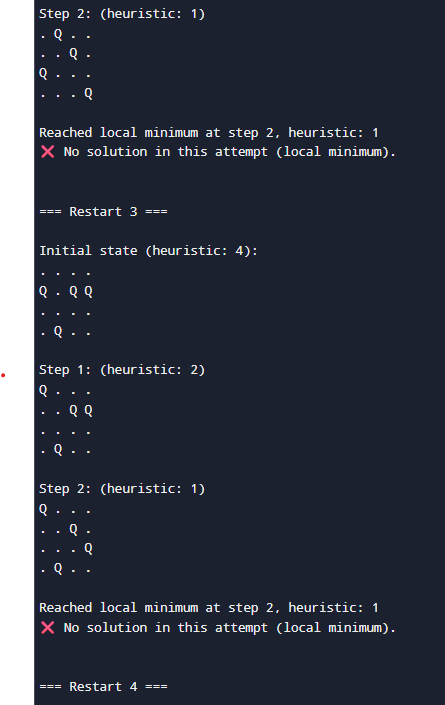 Step 2: (heuristic: 1)
. Q . .
. . Q .
Q . . .
. . . Q
Reached local minimum at step 2, heuristic: 1
❌ No solution in this attempt (local minimum).
=== Restart 3 ===
Initial state (heuristic: 4):
. . . .
Q . Q Q
. . . .
. Q . .
Step 1: (heuristic: 2)
Q . . .
. . Q Q
. . . .
. Q . .
Step 2: (heuristic: 1)
Q . . .
. . Q .
. . . Q
. Q . .
Reached local minimum at step 2, heuristic: 1
❌ No solution in this attempt (local minimum).
=== Restart 4 ===